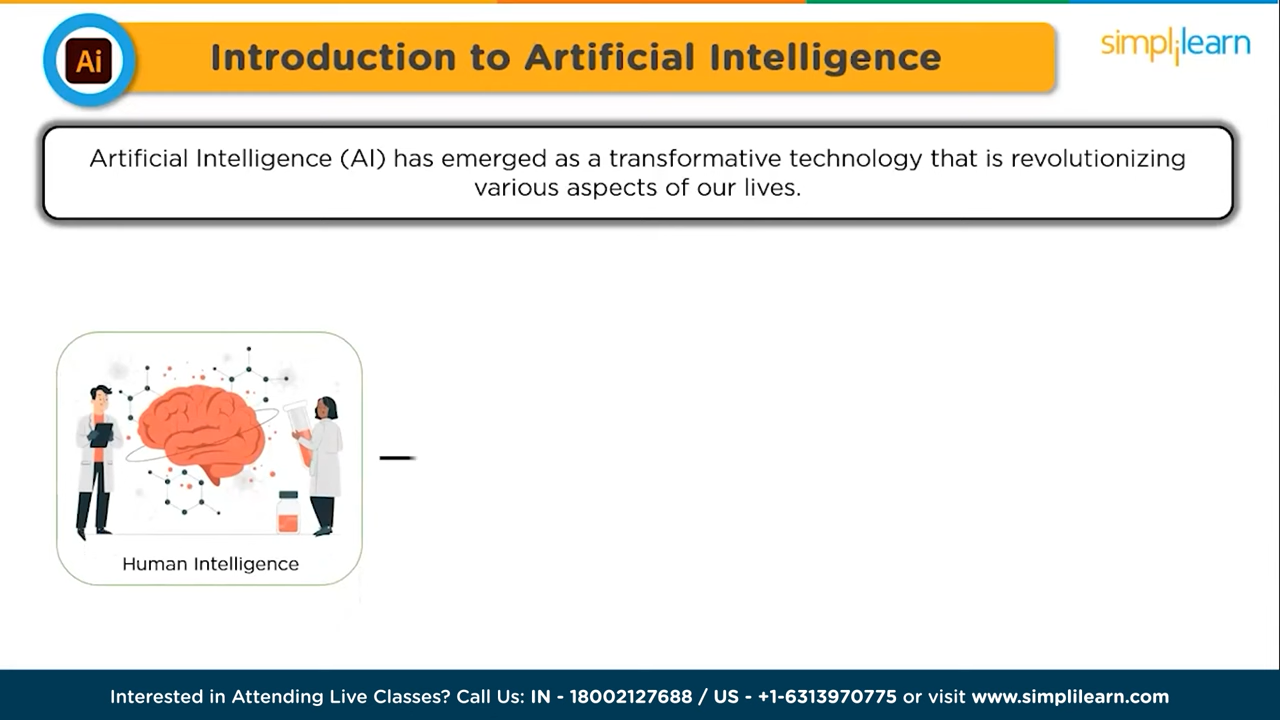 Ai
Introduction to Artificial Intelligence
simplilearn
Artificial Intelligence (AI) has emerged as a transformative technology that is revolutionizing
various aspects of our lives.
Human Intelligence
Interested in Attending Live Classes? Call Us: IN - 18002127688 / US - +1-6313970775 or visit www.simplilearn.com